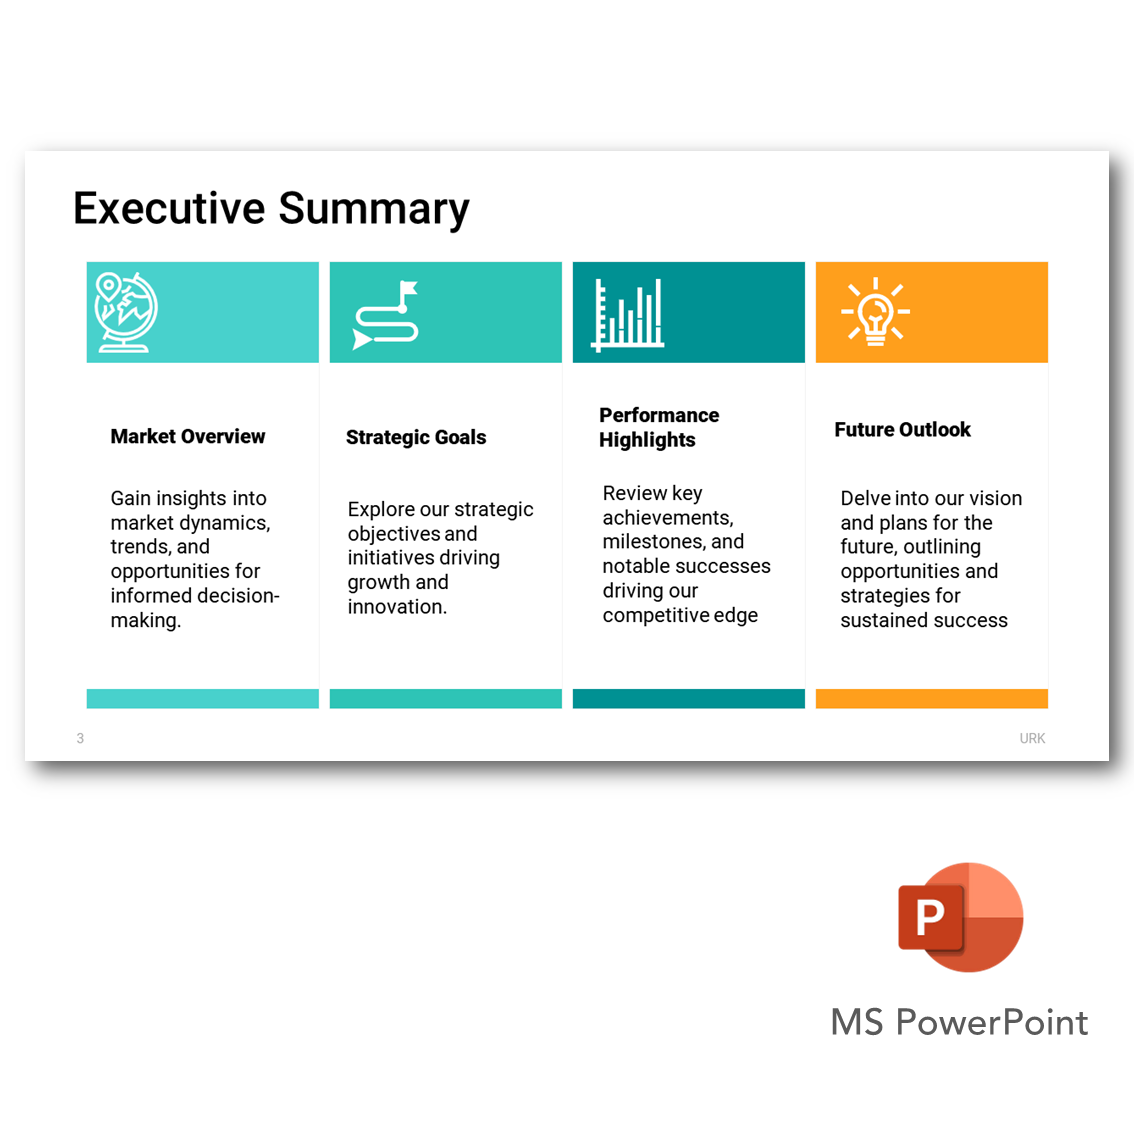 Executive Summary
Market Overview
Gain insights into
market dynamics,
trends, and
opportunities for
informed decision-
making.
Strategic Goals
Explore our strategic
objectives and
initiatives driving
growth and
innovation.
Performance
Highlights
Review key
achievements,
milestones, and
notable successes
driving our
competitive edge
Future Outlook
Delve into our vision
and plans for the
future, outlining
opportunities and
strategies for
sustained success
3
URK
P
MS PowerPoint